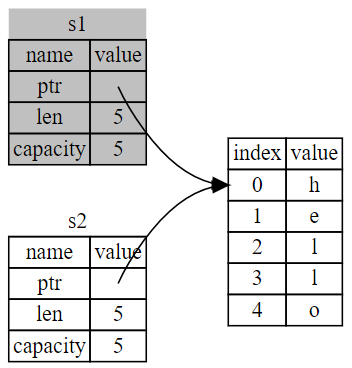 s1
name value
ptr
len 5
capacity 5
s2
name value
ptr
len 5
capacity 5
index value
0 h
1 e
2 l
3 l
4 o